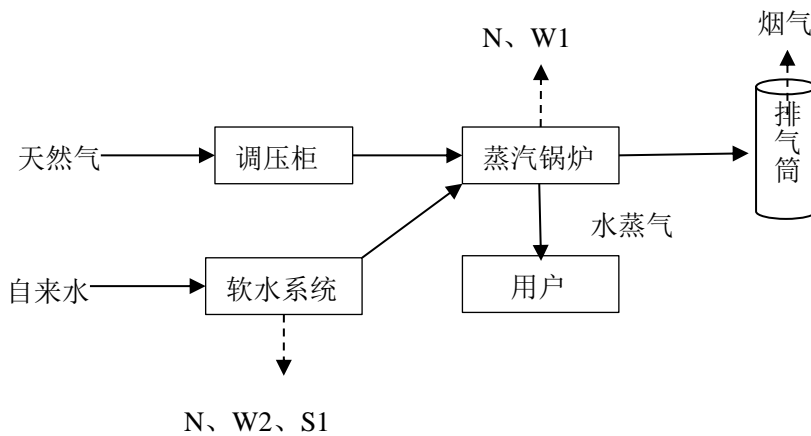 烟气
N、W1
天然气
调压柜
蒸汽锅炉
排气筒
水蒸气
自来水
软水系统
用户
N、W2、S1